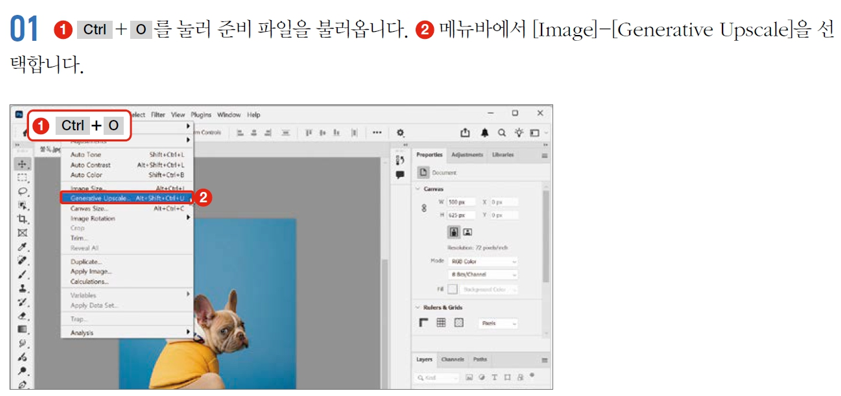 01 ❶ Ctrl + O 를 눌러 준비 파일을 불러옵니다. ❷ 메뉴바에서 [Image]–[Generative Upscale]을 선
택합니다.
Select Filter View Plugins Window Help
❶ Ctrl + O
Auto Tone Shift+Ctrl+L
Auto Contrast Alt+Shift+Ctrl+L
Auto Color Shift+Ctrl+B
Image Size... Alt+Ctrl+I
Generative Upscale... Alt+Shift+Ctrl+U ❷
Canvas Size... Alt+Ctrl+C
Image Rotation
Crop
Trim...
Reveal All
Duplicate...
Apply Image...
Calculations...
Variables
Apply Data Set...
Trap...
Analysis
Properties Adjustments Libraries
Document
Canvas
W 500 px X 0 px
H 625 px Y 0 px
Resolution: 72 pixels/inch
Mode RGB Color
8 Bits/Channel
Fill Background Color
Rulers & Grids
Pixels
Layers Channels Paths
Kind